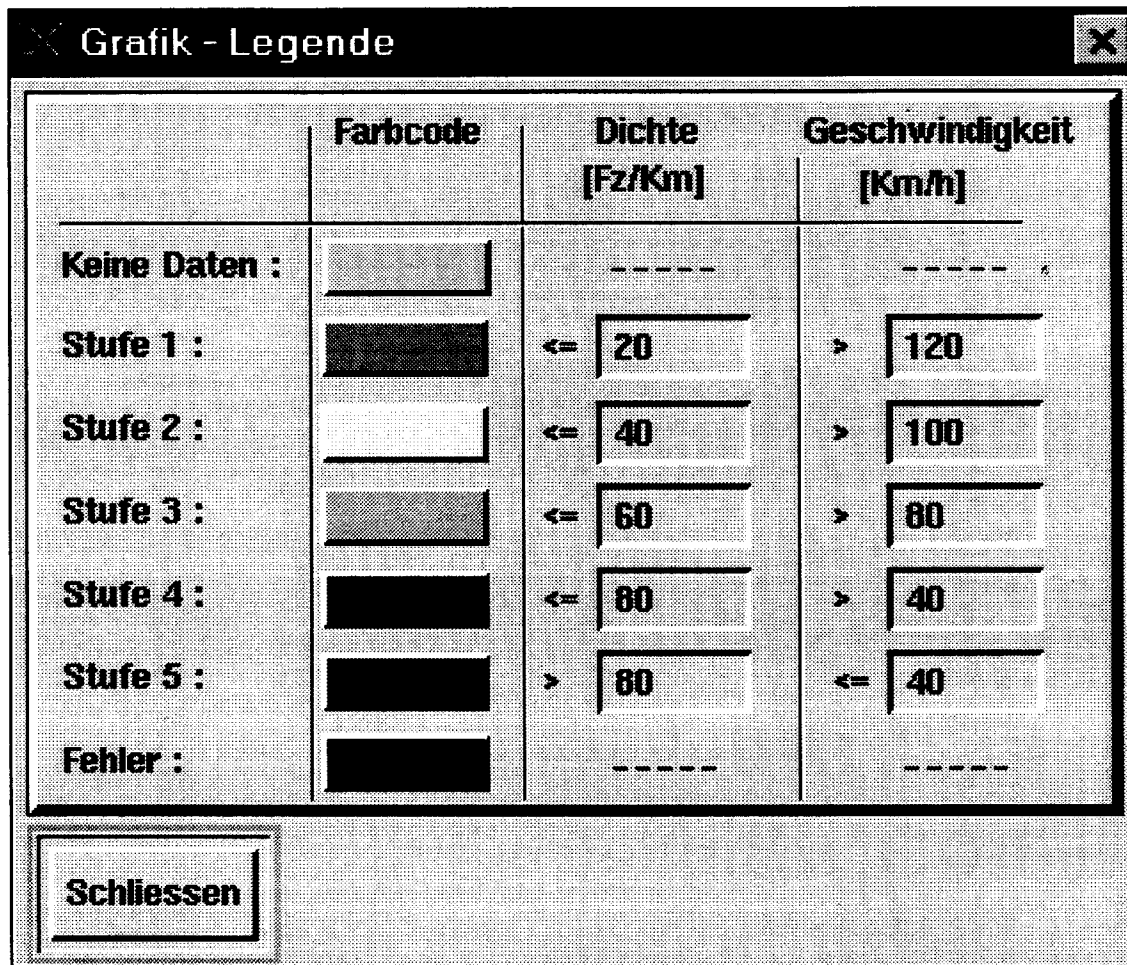 Grafik - Legende
Farbcode Dichte Geschwindigkeit
[Fz/Km] [Km/h]
Keine Daten : ----- -----
Stufe 1 : <= 20 > 120
Stufe 2 : <= 40 > 100
Stufe 3 : <= 60 > 80
Stufe 4 : <= 80 > 40
Stufe 5 : > 80 <= 40
Fehler : ----- -----
Schliessen